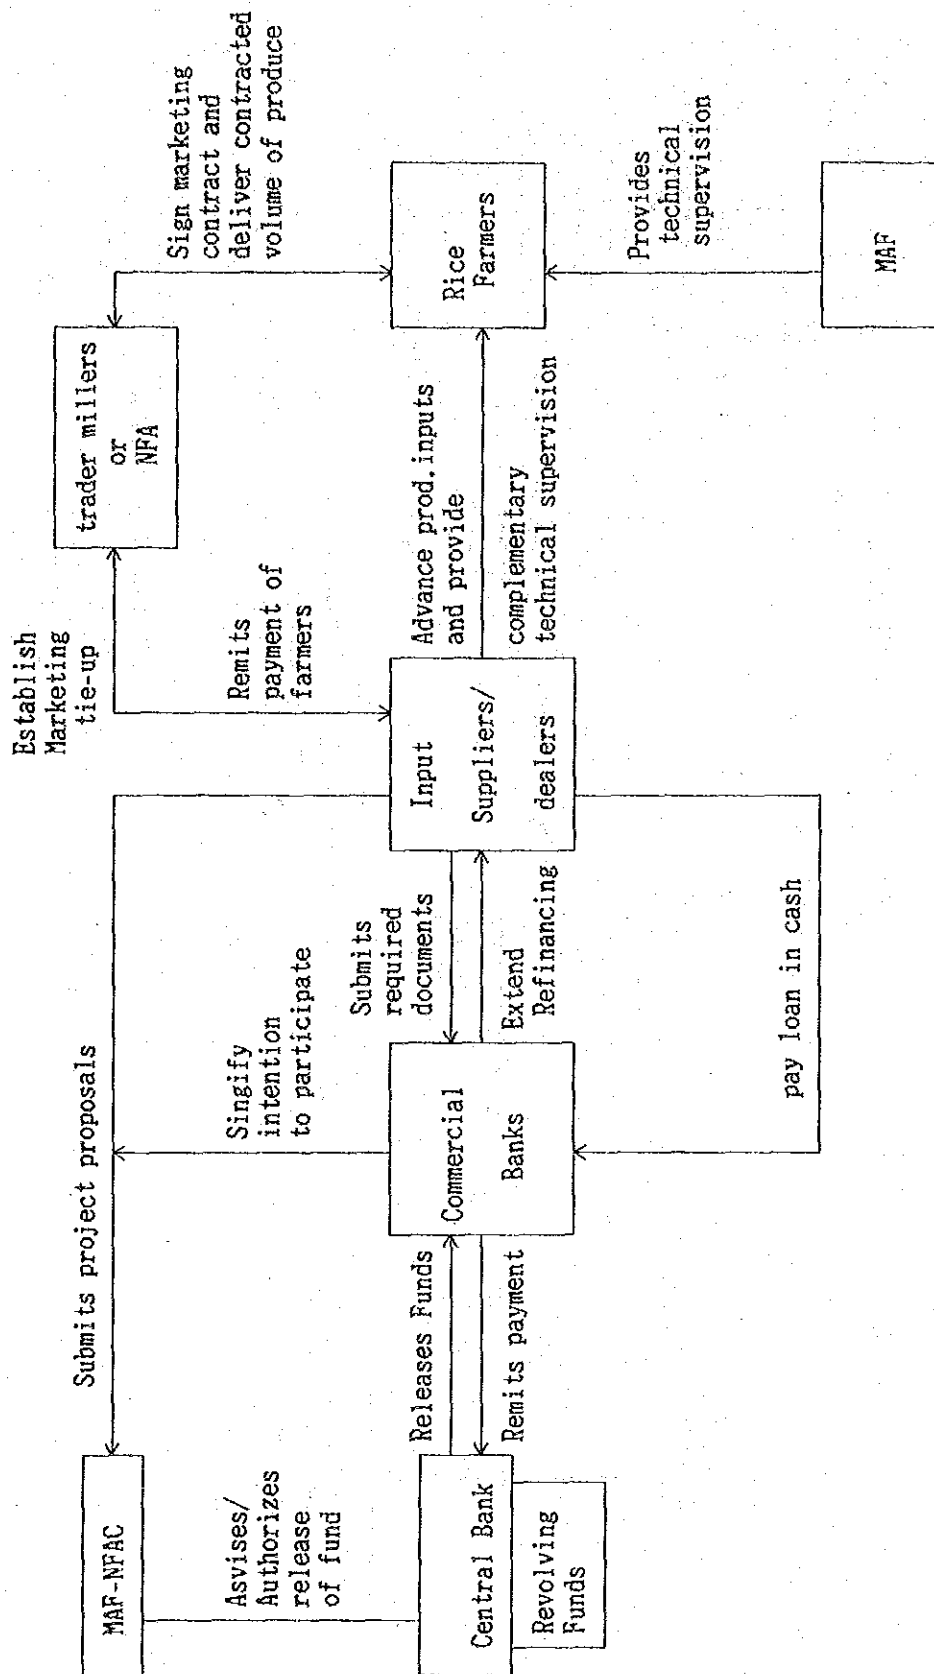 Establish
Marketing
tie-up
Sign marketing
contract and
deliver contracted
volume of produce
trader millers
or
NFA
Submits project proposals
MAF-NFAC
Asvises/
Authorizes
release
of fund
Singify
intention
to participate
Remits
payment of
farmers
Releases Funds
Submits
required
documents
Advance prod.inputs
and provide
Central Bank
Commercial
Banks
Input
Suppliers/
dealers
Rice
Farmers
Remits payment
Extend
Refinancing
complementary
technical supervision
Revolving
Funds
pay loan in cash
Provides
technical
supervision
MAF